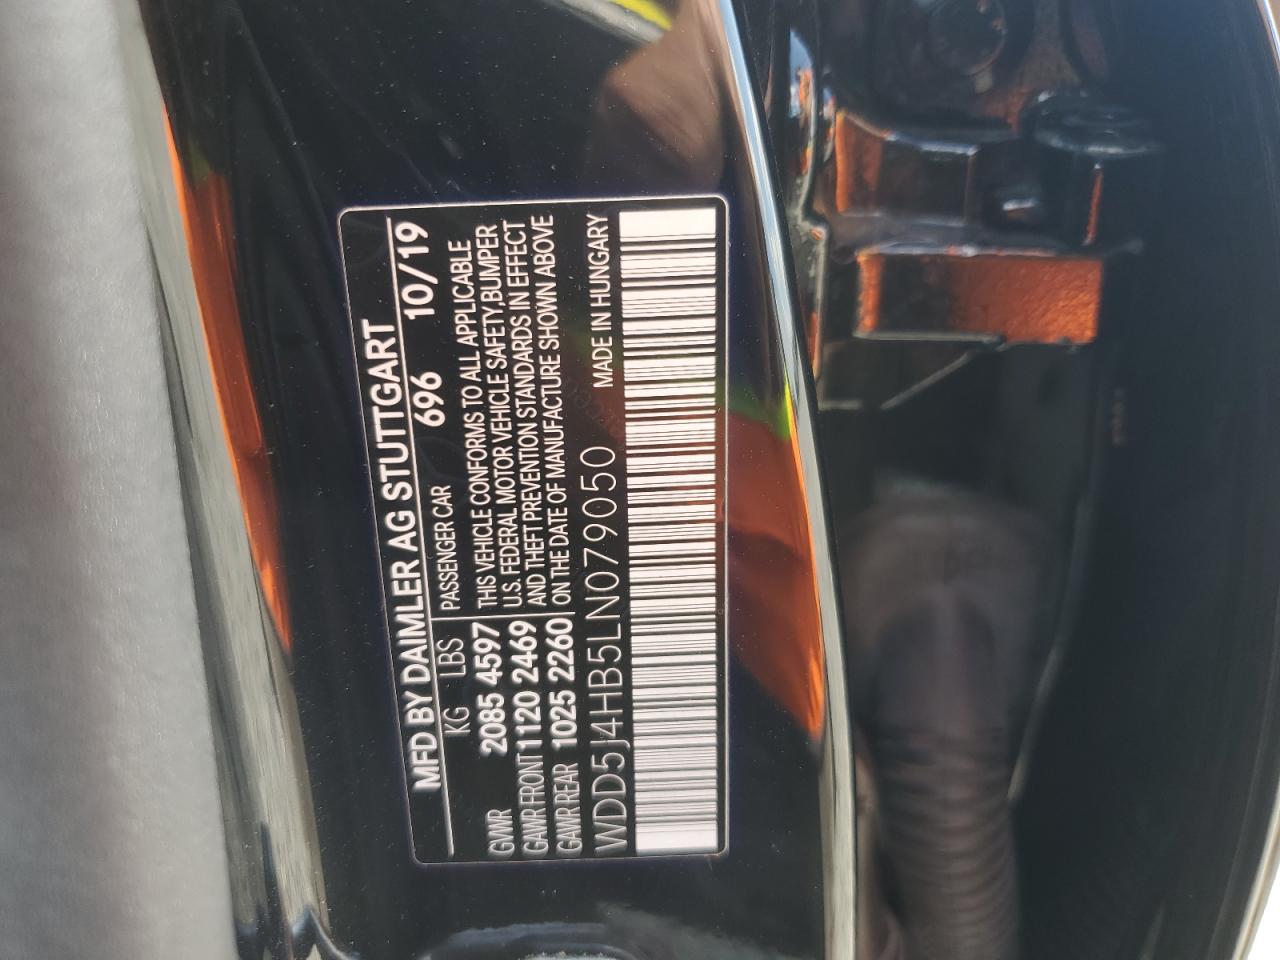 MFD BY DAIMLER AG STUTTGART
KG LBS PASSENGER CAR 696 10/19
GVWR 2085 4597
GAWR FRONT 1120 2469
GAWR REAR 1025 2260
THIS VEHICLE CONFORMS TO ALL APPLICABLE
U.S. FEDERAL MOTOR VEHICLE SAFETY,BUMPER
AND THEFT PREVENTION STANDARDS IN EFFECT
ON THE DATE OF MANUFACTURE SHOWN ABOVE
WDD5J4HB5LN079050 MADE IN HUNGARY